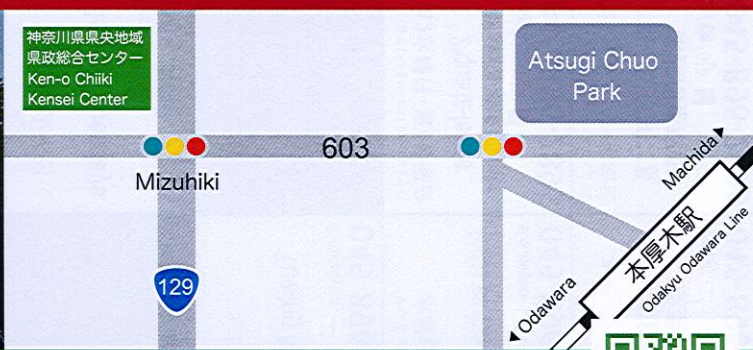 神奈川県県央地域
県政総合センター
Ken-o Chiiki
Kensei Center
Atsugi Chuo
Park
603
Mizuhiki
129
Machida
本厚木駅
Odakyu Odawara Line
Odawara